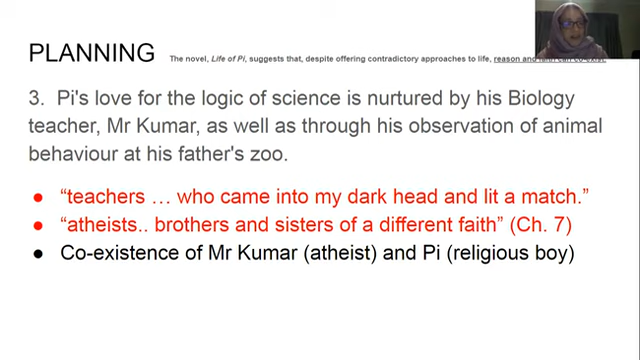 PLANNING The novel, Life of Pi, suggests that, despite offering contradictory approaches to life, reason and faith can co-exist.
3. Pi's love for the logic of science is nurtured by his Biology
teacher, Mr Kumar, as well as through his observation of animal
behaviour at his father's zoo.
● “teachers … who came into my dark head and lit a match.”
● “atheists.. brothers and sisters of a different faith” (Ch. 7)
● Co-existence of Mr Kumar (atheist) and Pi (religious boy)